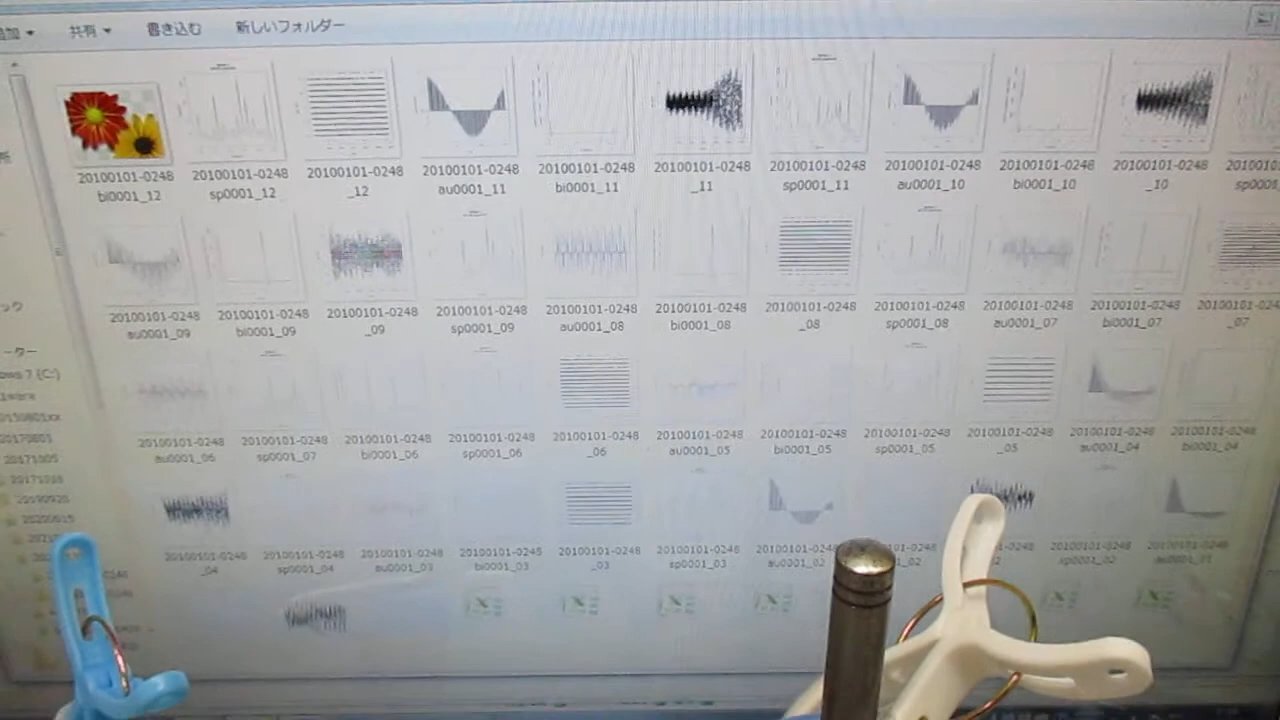 共有
書き込む
新しいフォルダー
20100101-0248
bi0001_12
20100101-0248
sp0001_12
20100101-0248
_12
20100101-0248
au0001_11
20100101-0248
bi0001_11
20100101-0248
_11
20100101-0248
sp0001_11
20100101-0248
au0001_10
20100101-0248
bi0001_10
20100101-0248
_10
20100101-0248
au0001_09
20100101-0248
bi0001_09
20100101-0248
_09
20100101-0248
sp0001_09
20100101-0248
au0001_08
20100101-0248
bi0001_08
20100101-0248
_08
20100101-0248
sp0001_08
20100101-0248
au0001_07
20100101-0248
bi0001_07
20100101-0248
_07
20100101-0248
au0001_06
20100101-0248
sp0001_07
20100101-0248
bi0001_06
20100101-0248
sp0001_06
20100101-0248
_06
20100101-0248
au0001_05
20100101-0248
bi0001_05
20100101-0248
sp0001_05
20100101-0248
_05
20100101-0248
au0001_04
20100101-0248
bi0001_04
20100101-0248
_04
20100101-0248
sp0001_04
20100101-0248
au0001_03
20100101-0248
bi0001_03
20100101-0248
_03
20100101-0248
sp0001_03
20100101-0248
sp0001_02